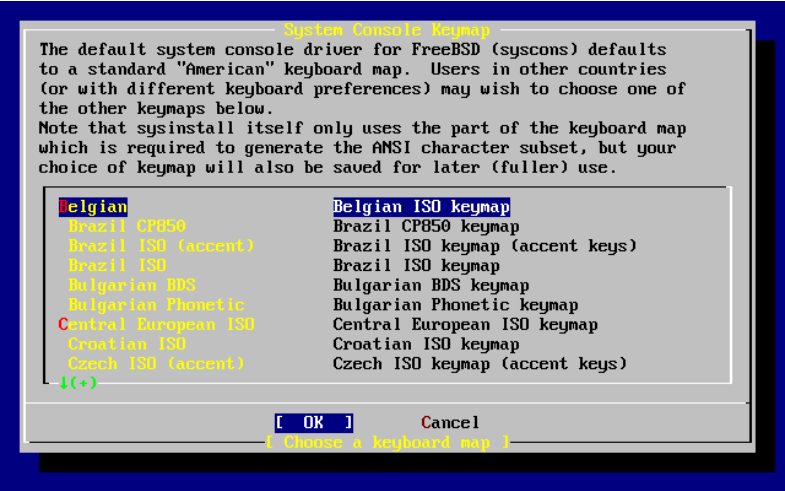 System Console Keymap
The default system console driver for FreeBSD (syscons) defaults
to a standard "American" keyboard map.  Users in other countries
(or with different keyboard preferences) may wish to choose one of
the other keymaps below.
Note that sysinstall itself only uses the part of the keyboard map
which is required to generate the ANSI character subset, but your
choice of keymap will also be saved for later (fuller) use.
Belgian Belgian ISO keymap
Brazil CP850 Brazil CP850 keymap
Brazil ISO (accent) Brazil ISO keymap (accent keys)
Brazil ISO Brazil ISO keymap
Bulgarian BDS Bulgarian BDS keymap
Bulgarian Phonetic Bulgarian Phonetic keymap
Central European ISO Central European ISO keymap
Croatian ISO Croatian ISO keymap
Czech ISO (accent) Czech ISO keymap (accent keys)
↓(+)
[ OK ] Cancel
[ Choose a keyboard map ]